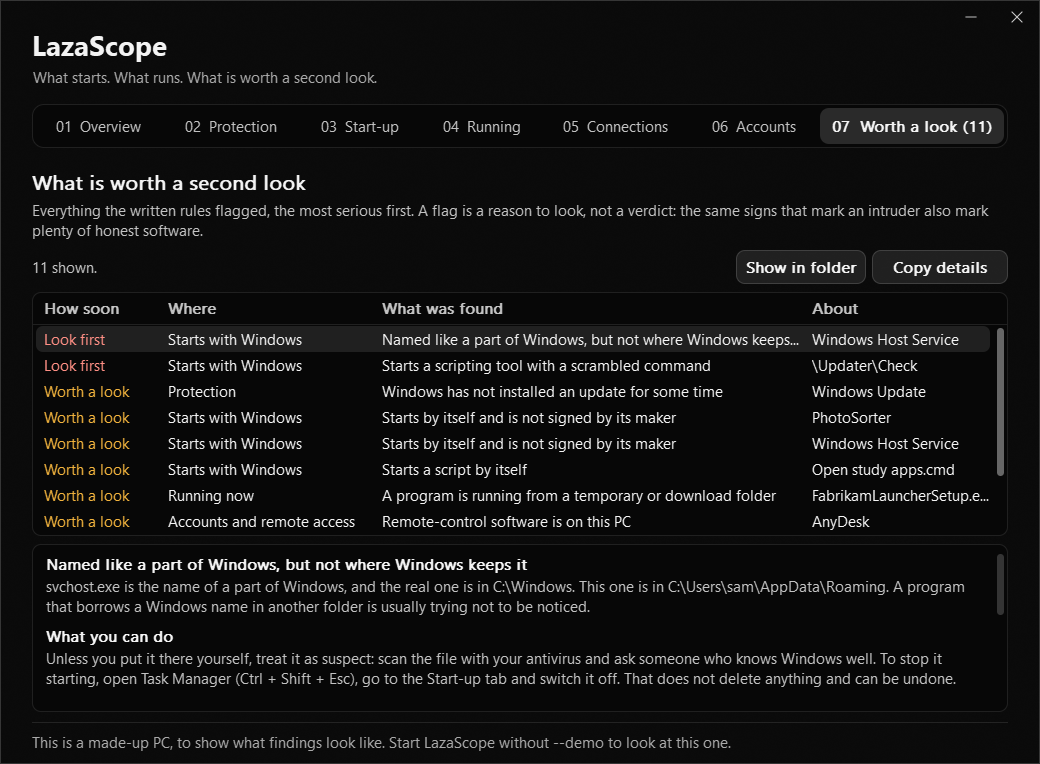 LazaScope
What starts. What runs. What is worth a second look.
01 Overview 02 Protection 03 Start-up 04 Running 05 Connections 06 Accounts 07 Worth a look (11)
What is worth a second look
Everything the written rules flagged, the most serious first. A flag is a reason to look, not a verdict: the same signs that mark an intruder also mark
plenty of honest software.
11 shown. Show in folder Copy details
How soon Where What was found About
Look first Starts with Windows Named like a part of Windows, but not where Windows keeps... Windows Host Service
Look first Starts with Windows Starts a scripting tool with a scrambled command \Updater\Check
Worth a look Protection Windows has not installed an update for some time Windows Update
Worth a look Starts with Windows Starts by itself and is not signed by its maker PhotoSorter
Worth a look Starts with Windows Starts by itself and is not signed by its maker Windows Host Service
Worth a look Starts with Windows Starts a script by itself Open study apps.cmd
Worth a look Running now A program is running from a temporary or download folder FabrikamLauncherSetup.e...
Worth a look Accounts and remote access Remote-control software is on this PC AnyDesk
Named like a part of Windows, but not where Windows keeps it
svchost.exe is the name of a part of Windows, and the real one is in C:\Windows. This one is in C:\Users\sam\AppData\Roaming. A program
that borrows a Windows name in another folder is usually trying not to be noticed.
What you can do
Unless you put it there yourself, treat it as suspect: scan the file with your antivirus and ask someone who knows Windows well. To stop it
starting, open Task Manager (Ctrl + Shift + Esc), go to the Start-up tab and switch it off. That does not delete anything and can be undone.
This is a made-up PC, to show what findings look like. Start LazaScope without --demo to look at this one.